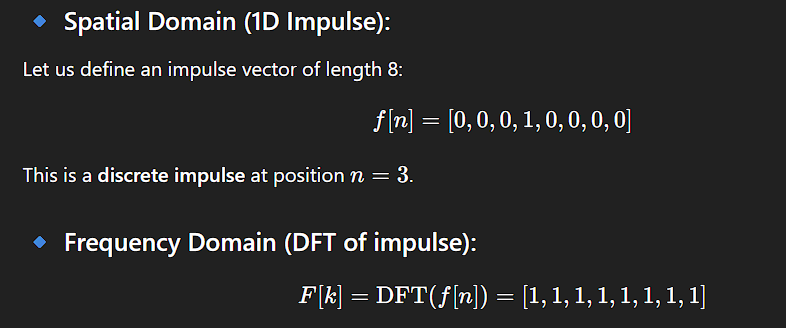 Spatial Domain (1D Impulse):
Let us define an impulse vector of length 8:
f[n] = [0, 0, 0, 1, 0, 0, 0, 0]
This is a discrete impulse at position n = 3.
Frequency Domain (DFT of impulse):
F[k] = DFT(f[n]) = [1, 1, 1, 1, 1, 1, 1, 1]